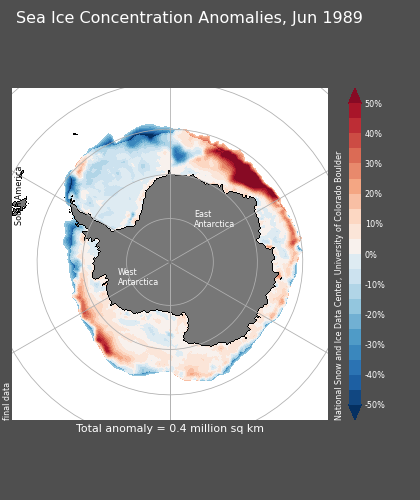 Sea Ice Concentration Anomalies, Jun 1989
South America
East
Antarctica
West
Antarctica
final data
National Snow and Ice Data Center, University of Colorado Boulder
50%
40%
30%
20%
10%
0%
-10%
-20%
-30%
-40%
-50%
Total anomaly = 0.4 million sq km